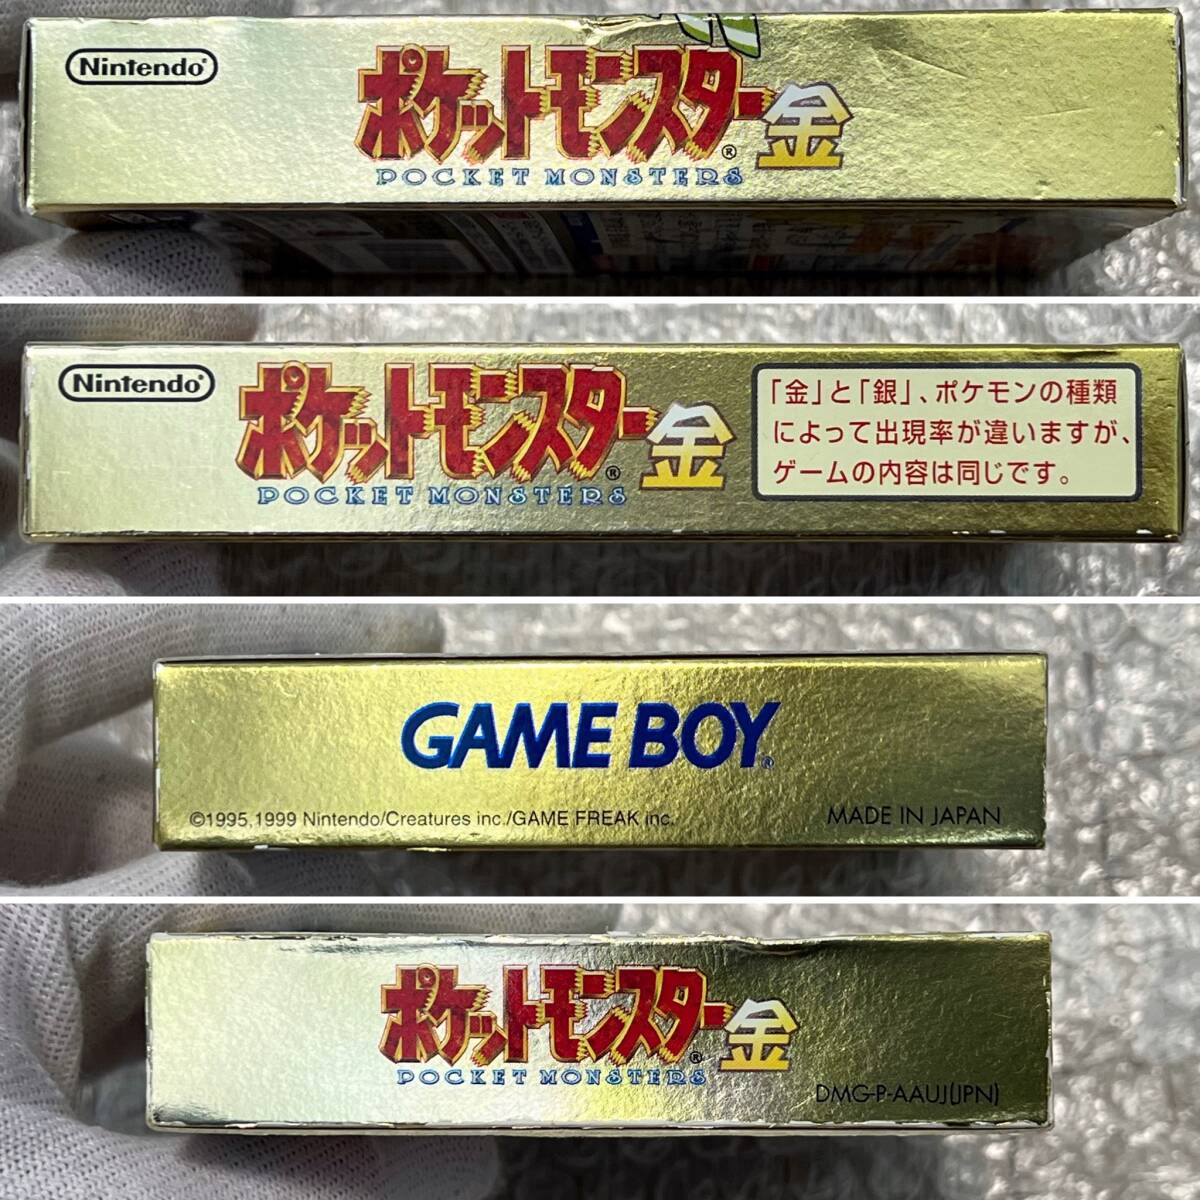 Nintendo®
ポケットモンスター®金
POCKET MONSTERS
Nintendo®
ポケットモンスター®金
POCKET MONSTERS
「金」と「銀」、ポケモンの種類
によって出現率が違いますが、
ゲームの内容は同じです。
GAME BOY®
©1995,1999 Nintendo/Creatures inc./GAME FREAK inc.
MADE IN JAPAN
ポケットモンスター®金
POCKET MONSTERS
DMG-P-AAUJ(JPN)